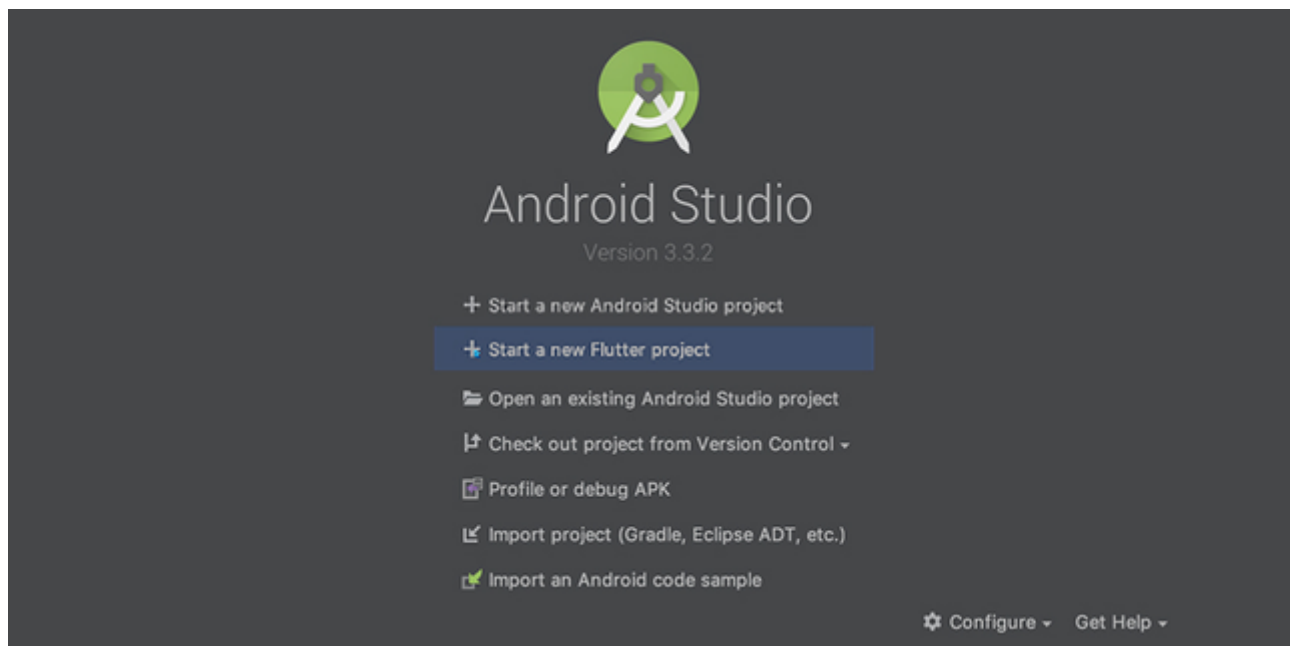 Android Studio
Version 3.3.2
Start a new Android Studio project
Start a new Flutter project
Open an existing Android Studio project
Check out project from Version Control
Profile or debug APK
Import project (Gradle, Eclipse ADT, etc.)
Import an Android code sample
Configure Get Help